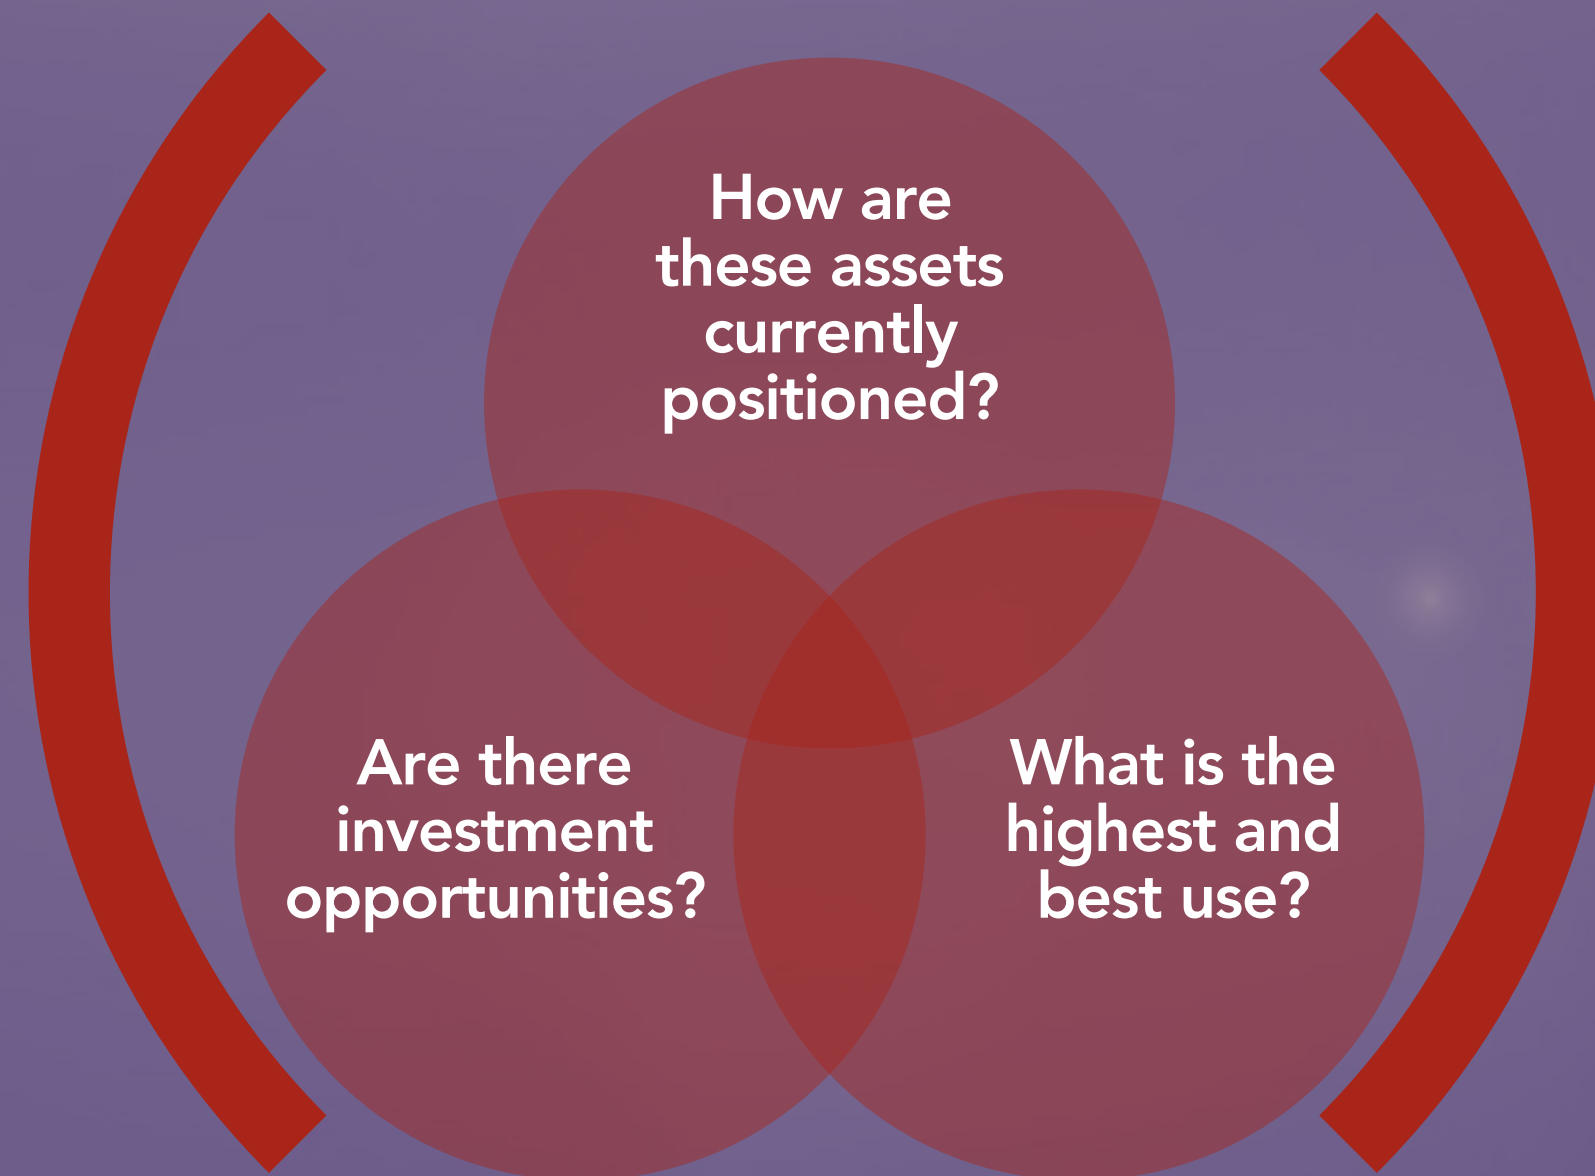 How are
these assets
currently
positioned?
Are there
investment
opportunities?
What is the
highest and
best use?